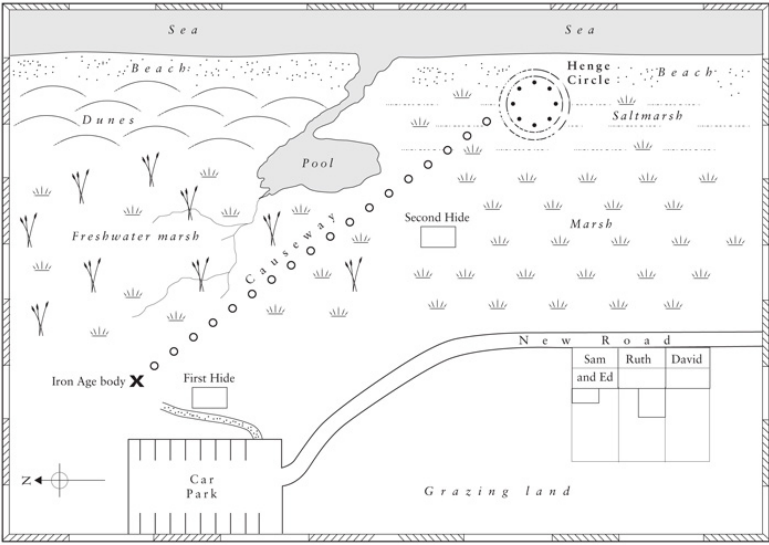 Sea
Sea
Beach
Henge
Circle
Beach
Dunes
Saltmarsh
Pool
Freshwater marsh
Causeway
Second Hide
Marsh
New Road
Sam
and Ed
Ruth
David
Iron Age body
First Hide
N
Car
Park
Grazing land